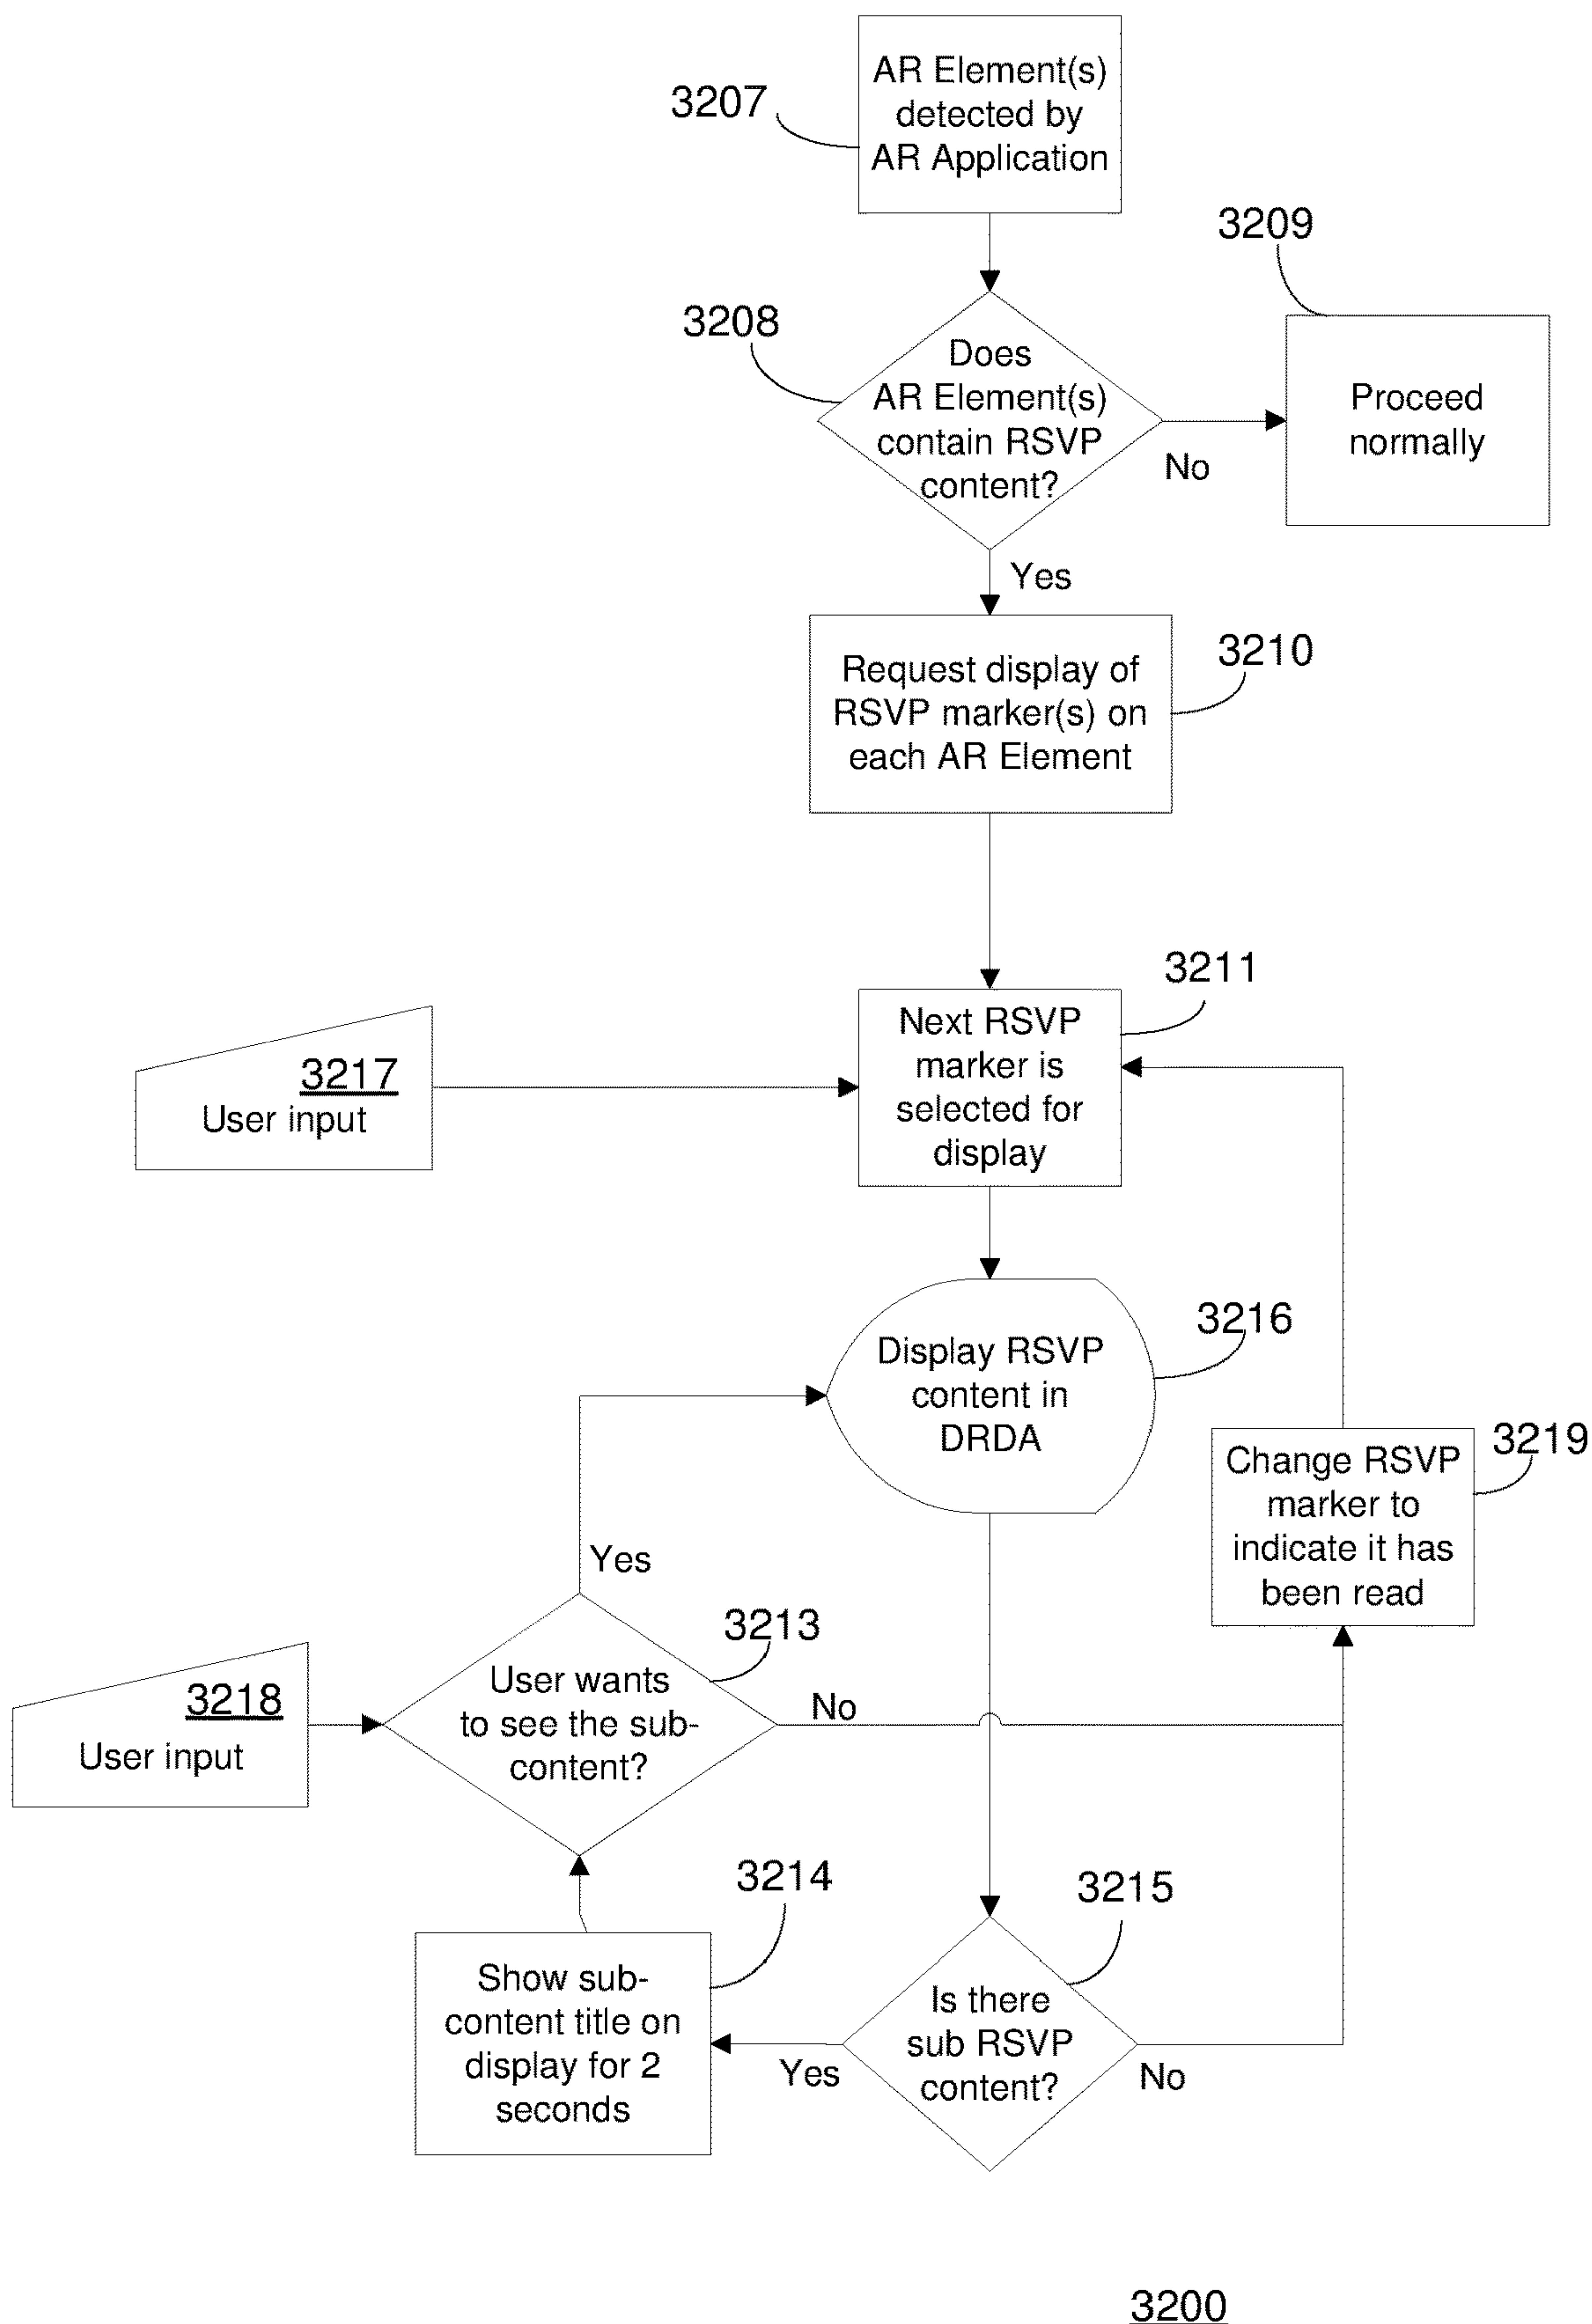 AR Element(s)
detected by
AR Application
3207
3209
3208
Does
AR Element(s)
contain RSVP
content?
No
Proceed
normally
Yes
Request display of
RSVP marker(s) on
each AR Element
3210
3211
Next RSVP
marker is
selected for
display
3217
User input
3216
Display RSVP
content in
DRDA
3219
Change RSVP
marker to
indicate it has
been read
Yes
3213
User wants
to see the sub-
content?
No
3218
User input
3214
Show sub-
content title on
display for 2
seconds
3215
Is there
sub RSVP
content?
Yes
No
3200